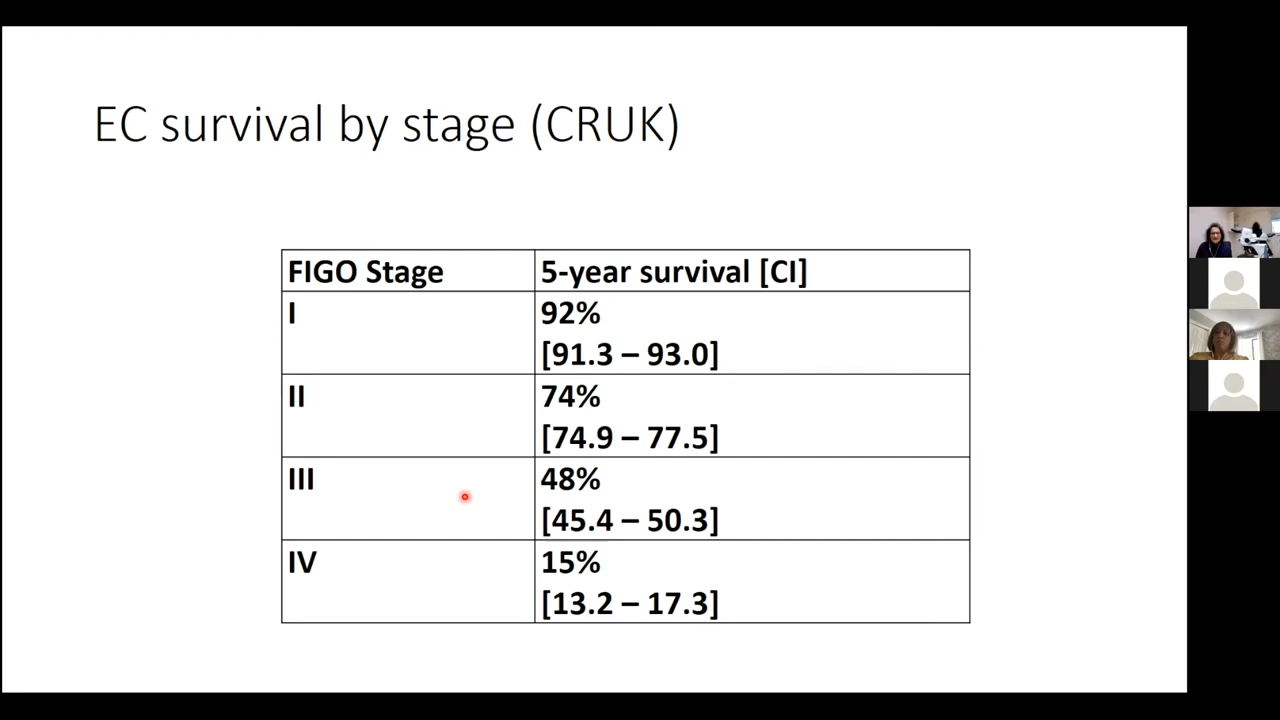 EC survival by stage (CRUK)
FIGO Stage
5-year survival [CI]
I
92%
[91.3 – 93.0]
II
74%
[74.9 – 77.5]
III
48%
[45.4 – 50.3]
IV
15%
[13.2 – 17.3]